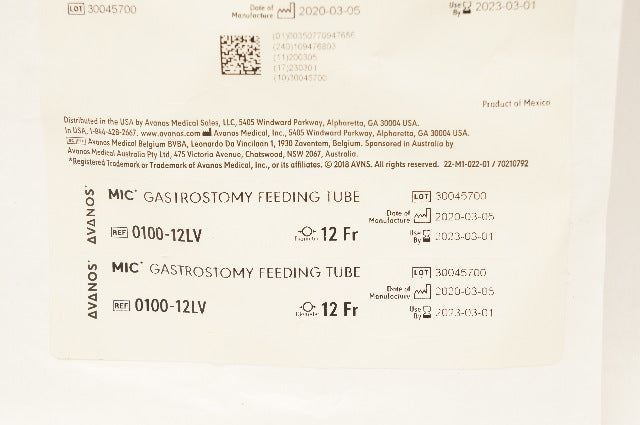 LOT 30045700
Date of Manufacture 2020-03-05
Use By 2023-03-01
(01)00350770947686
(240)109476803
(11)200305
(17)230301
(10)30045700
Product of Mexico
Distributed in the USA by Avanos Medical Sales, LLC, 5405 Windward Parkway, Alpharetta, GA 30004 USA.
In USA, 1-844-428-2667. www.avanos.com Avanos Medical, Inc., 5405 Windward Parkway, Alpharetta, GA 30004 USA.
Avanos Medical Belgium BVBA, Leonardo Da Vincilaan 1, 1930 Zaventem, Belgium. Sponsored in Australia by
Avanos Medical Australia Pty Ltd, 475 Victoria Avenue, Chatswood, NSW 2067, Australia.
*Registered Trademark or Trademark of Avanos Medical, Inc., or its affiliates. © 2018 AVNS. All rights reserved. 22-M1-022-01 / 70210792
AVANOS*
MIC* GASTROSTOMY FEEDING TUBE
REF 0100-12LV
Diameter 12 Fr
LOT 30045700
Date of Manufacture 2020-03-05
Use By 2023-03-01
AVANOS*
MIC* GASTROSTOMY FEEDING TUBE
REF 0100-12LV
Diameter 12 Fr
LOT 30045700
Date of Manufacture 2020-03-05
Use By 2023-03-01